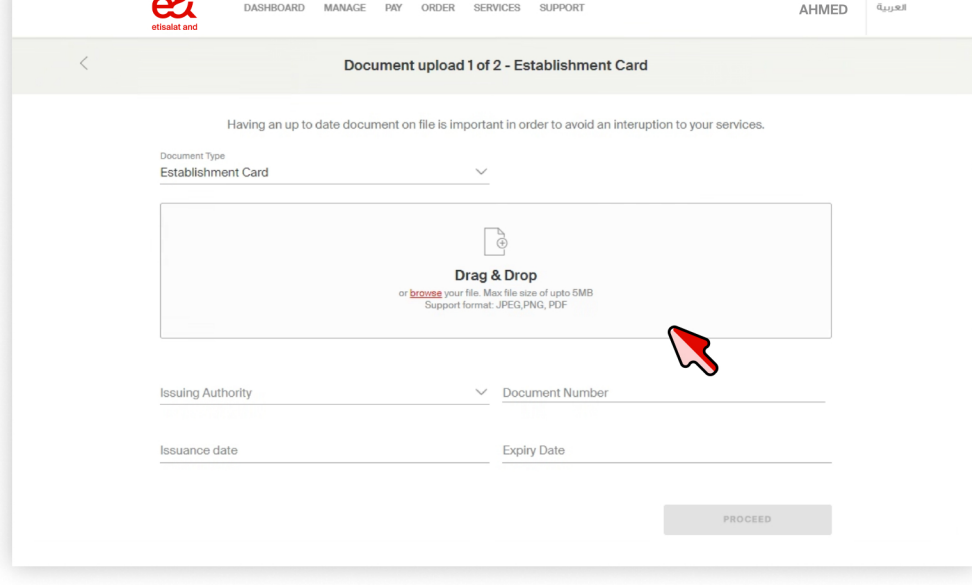 etisalat and
DASHBOARD MANAGE PAY ORDER SERVICES SUPPORT
AHMED
العربية
Document upload 1 of 2 - Establishment Card
Having an up to date document on file is important in order to avoid an interuption to your services.
Document Type
Establishment Card
Drag & Drop
or browse your file. Max file size of upto 5MB
Support format: JPEG,PNG, PDF
Issuing Authority
Document Number
Issuance date
Expiry Date
PROCEED